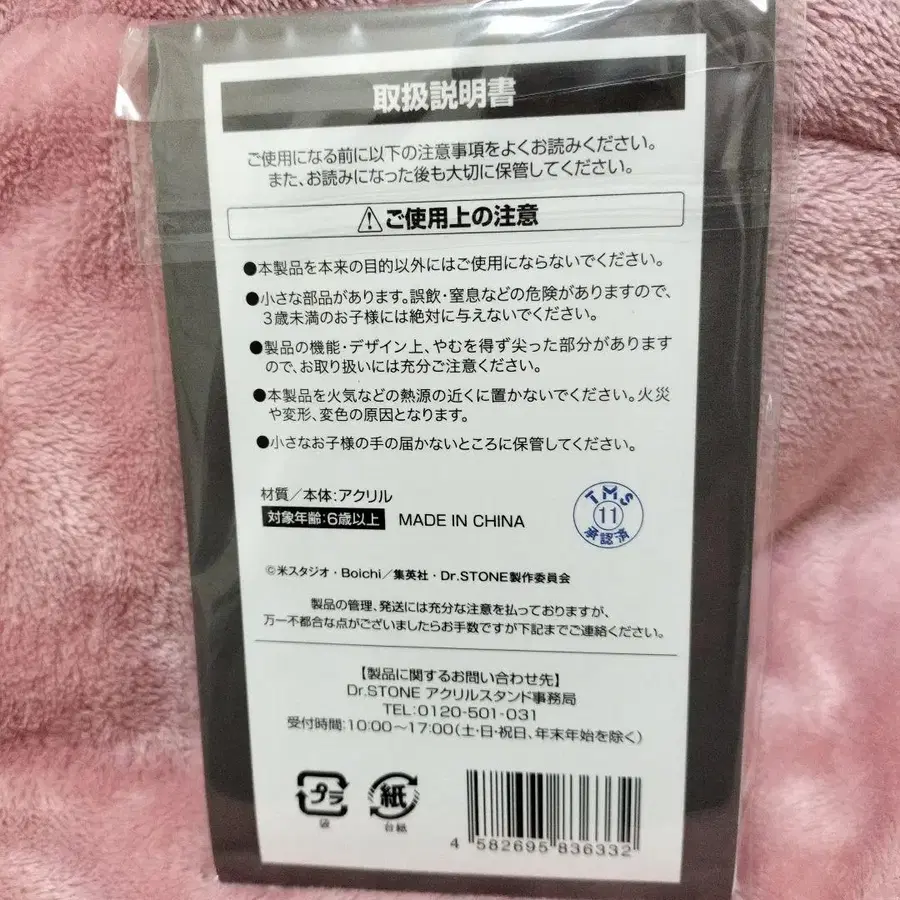 取扱説明書
ご使用になる前に以下の注意事項をよくお読みください。
また、お読みになった後も大切に保管してください。
⚠ご使用上の注意
●本製品を本来の目的以外にはご使用にならないでください。
●小さな部品があります。誤飲・窒息などの危険がありますので、
3歳未満のお子様には絶対に与えないでください。
●製品の機能・デザイン上、やむを得ず尖った部分があります
ので、お取り扱いには充分ご注意ください。
●本製品を火気などの熱源の近くに置かないでください。火災
や変形、変色の原因となります。
●小さなお子様の手の届かないところに保管してください。
材質/本体:アクリル
対象年齢:6歳以上 MADE IN CHINA
TMS
11
承認済
©米スタジオ・Boichi/集英社・Dr.STONE製作委員会
製品の管理、発送には充分な注意を払っておりますが、
万一不都合な点がございましたらお手数ですが下記までご連絡ください。
【製品に関するお問い合わせ先】
Dr.STONE アクリルスタンド事務局
TEL:0120-501-031
受付時間:10:00〜17:00(土・日・祝日、年末年始を除く)
プラ 紙
袋 台紙
4 582695 836332